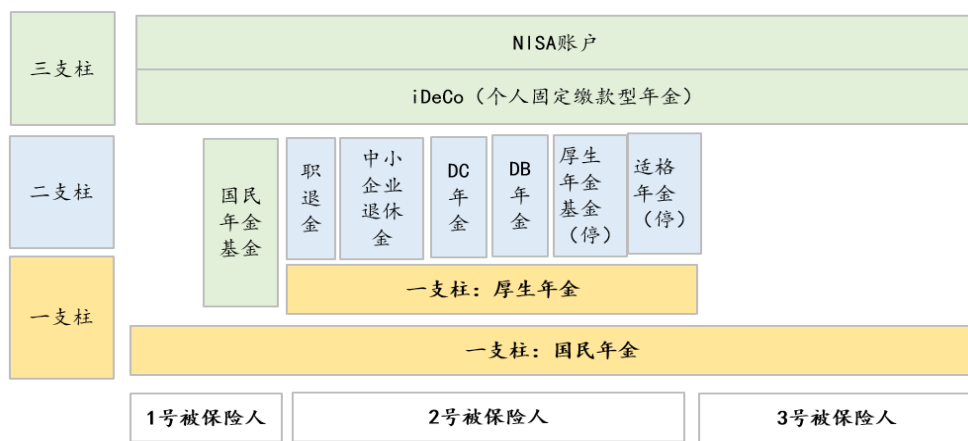 三支柱
NISA账户
iDeCo（个人固定缴款型年金）
二支柱
国民
年金
基金
职
退
金
中小
企业
退休
金
DC
年
金
DB
年
金
厚生
年金
基金
（停）
适格
年金
（停）
一支柱
一支柱：厚生年金
一支柱：国民年金
1号被保险人
2号被保险人
3号被保险人